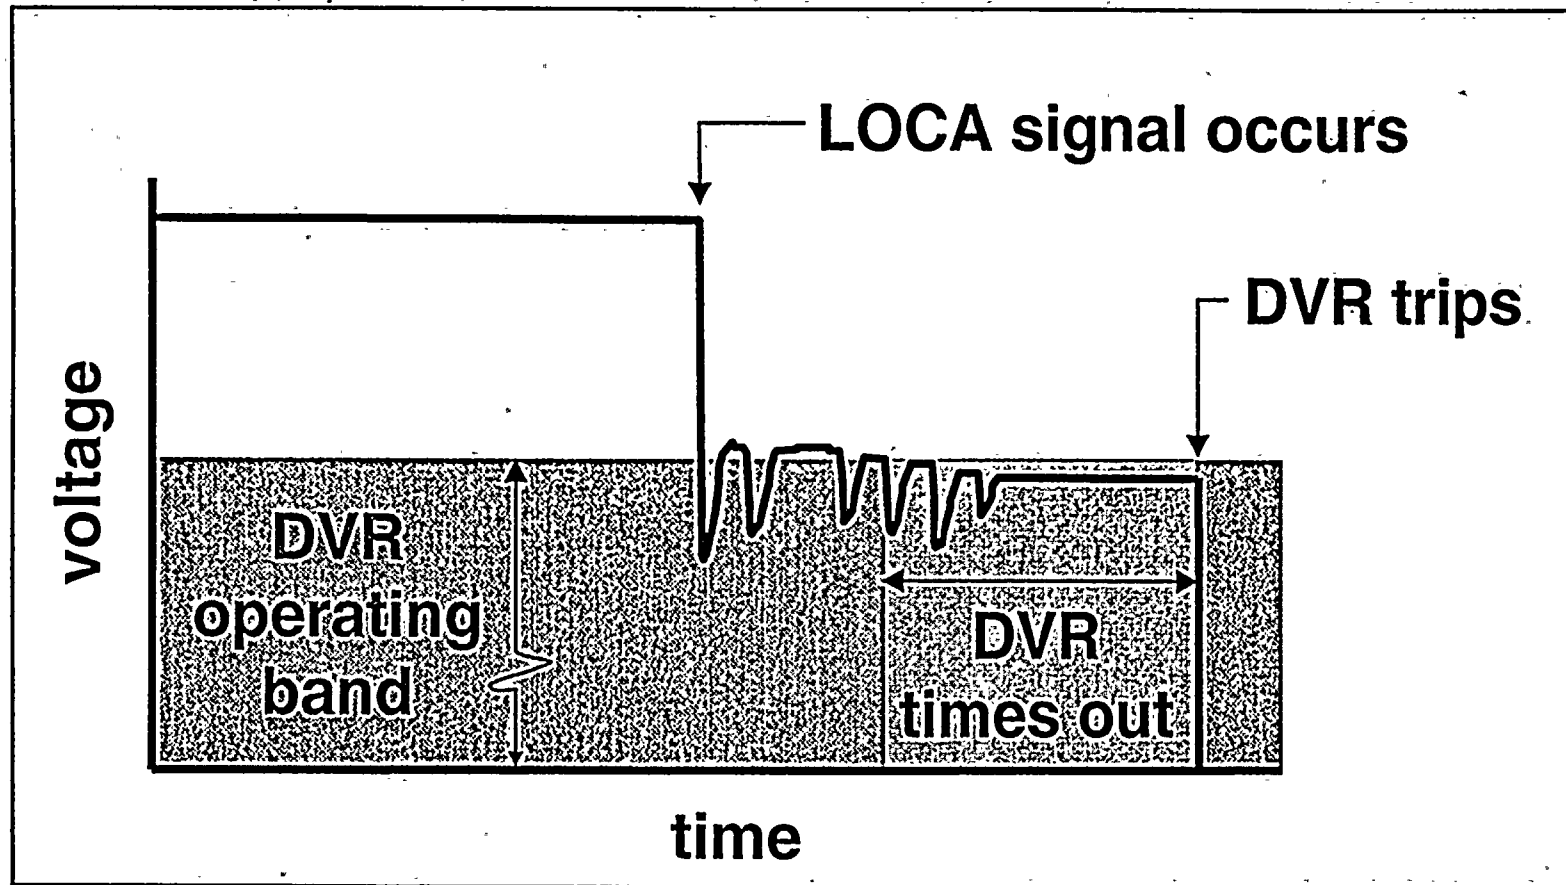 LOCA signal occurs
DVR trips
voltage
DVR
operating
band
DVR
times out
time